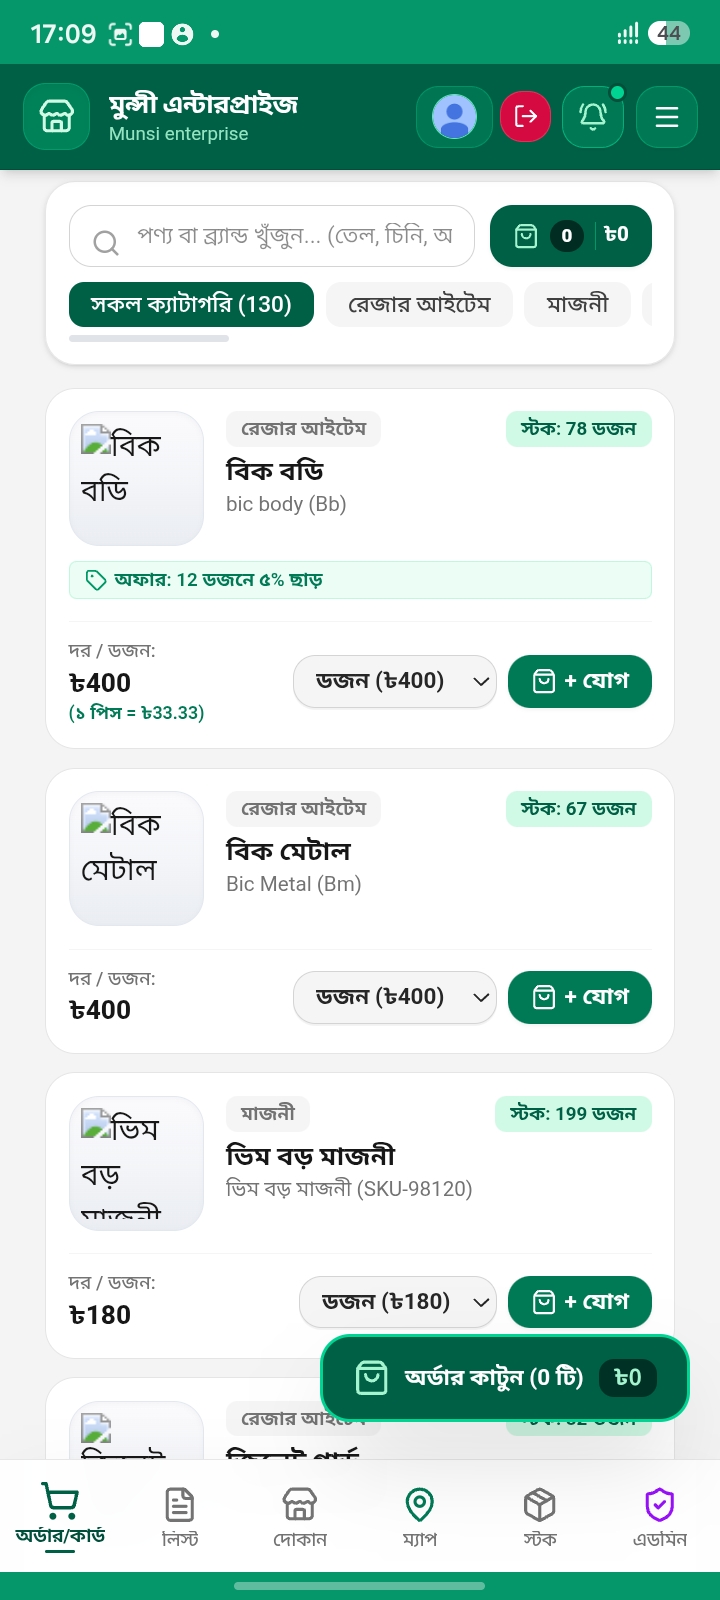 17:09
44
মুন্সী এন্টারপ্রাইজ
Munsi enterprise
পণ্য বা ব্র্যান্ড খুঁজুন... (তেল, চিনি, অ
0 ৳0
সকল ক্যাটাগরি (130)
রেজার আইটেম
মাজনী
বিক বডি
রেজার আইটেম
স্টক: 78 ডজন
বিক বডি
bic body (Bb)
অফার: 12 ডজনে ৫% ছাড়
দর / ডজন:
৳400
(১ পিস = ৳33.33)
ডজন (৳400)
+ যোগ
বিক মেটাল
রেজার আইটেম
স্টক: 67 ডজন
বিক মেটাল
Bic Metal (Bm)
দর / ডজন:
৳400
ডজন (৳400)
+ যোগ
ভিম বড় মাজনী
মাজনী
স্টক: 199 ডজন
ভিম বড় মাজনী
ভিম বড় মাজনী (SKU-98120)
দর / ডজন:
৳180
ডজন (৳180)
+ যোগ
অর্ডার কাটুন (0 টি) ৳0
রেজার আইটেম
অর্ডার/কার্ড
লিস্ট
দোকান
ম্যাপ
স্টক
এডমিন